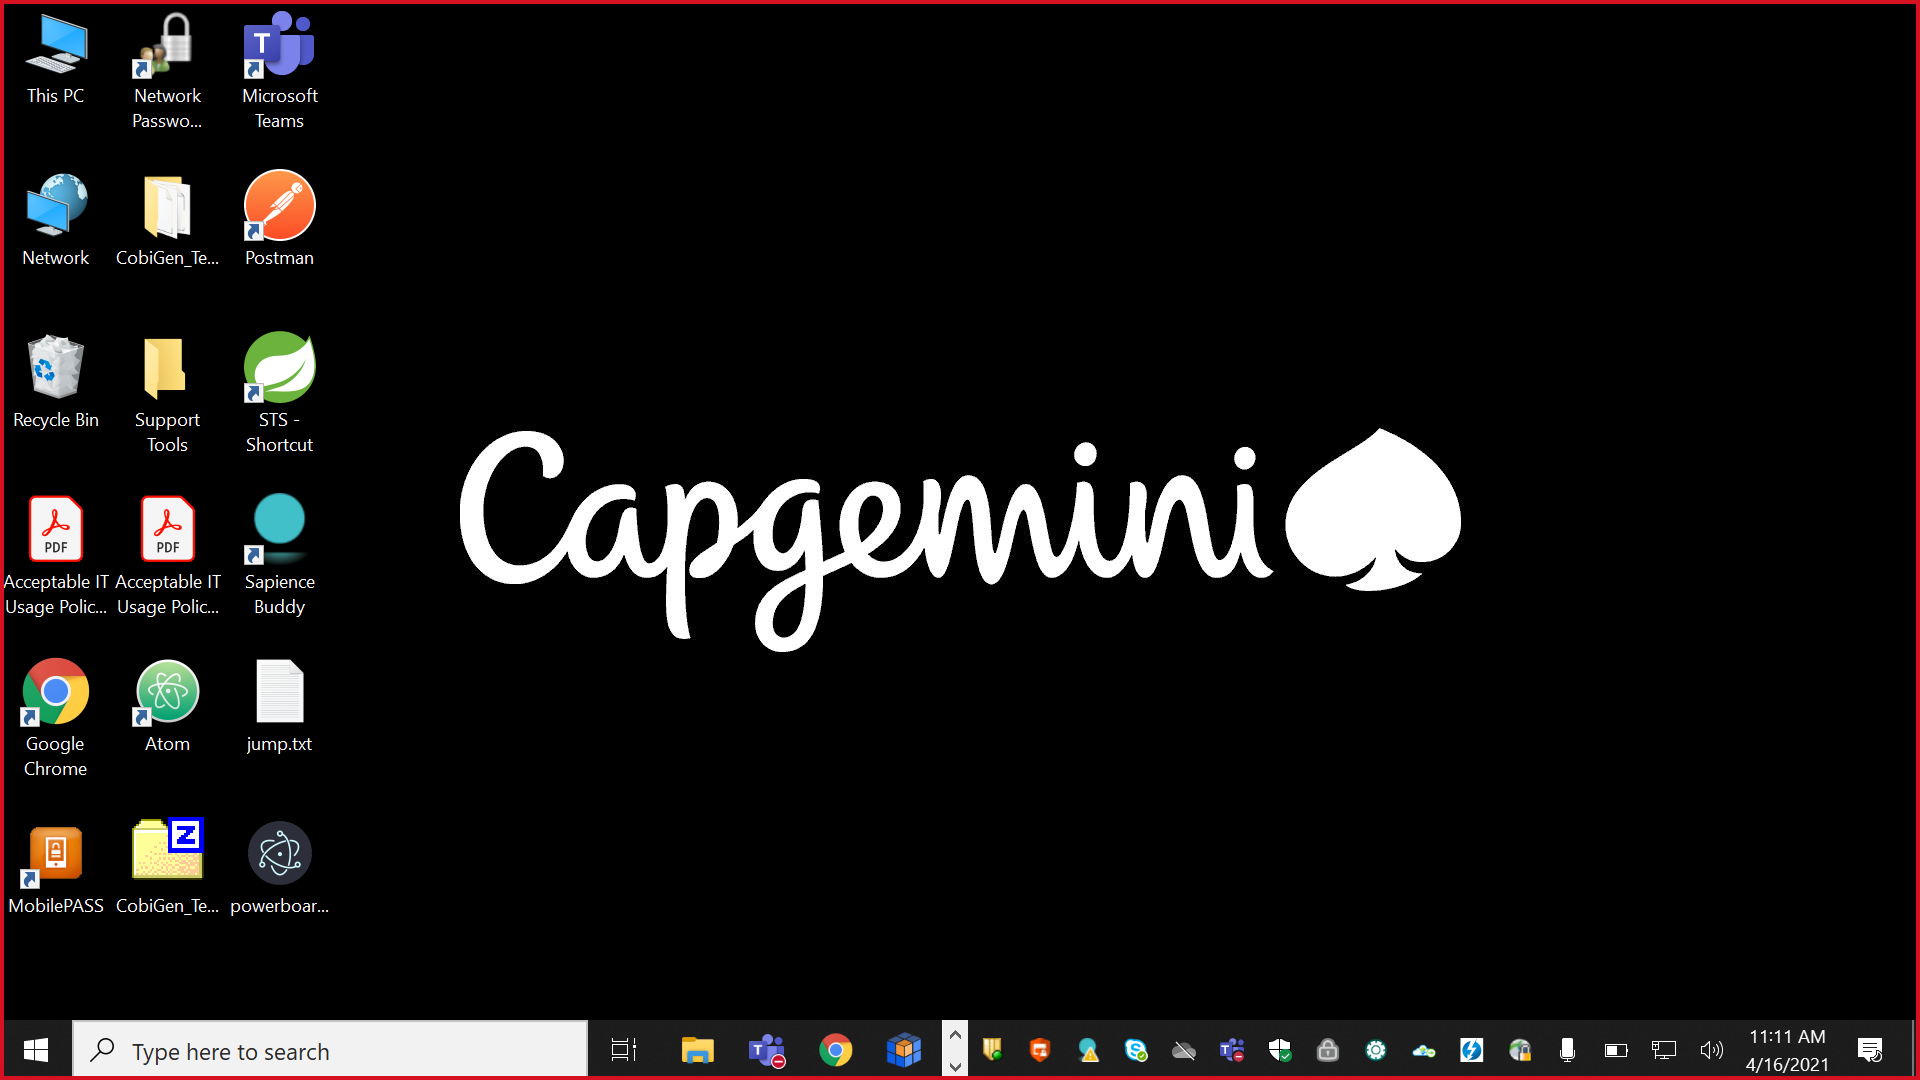 This PC
Network
Passwo...
Microsoft
Teams
Network
CobiGen_Te...
Postman
Recycle Bin
Support
Tools
STS -
Shortcut
PDF
Acceptable IT
Usage Polic...
PDF
Acceptable IT
Usage Polic...
Sapience
Buddy
Google
Chrome
Atom
jump.txt
MobilePASS
Z
CobiGen_Te...
powerboar...
Capgemini
Type here to search
11:11 AM
4/16/2021